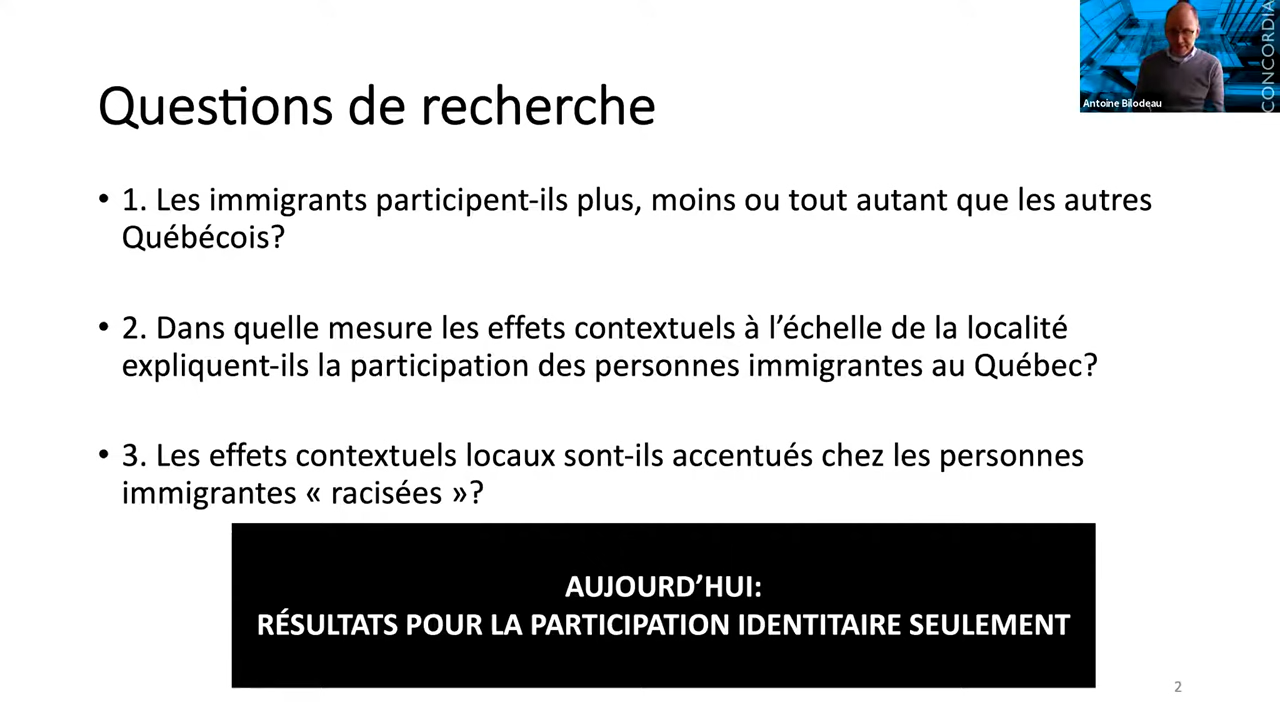 Questions de recherche
• 1. Les immigrants participent-ils plus, moins ou tout autant que les autres
Québécois?
• 2. Dans quelle mesure les effets contextuels à l’échelle de la localité
expliquent-ils la participation des personnes immigrantes au Québec?
• 3. Les effets contextuels locaux sont-ils accentués chez les personnes
immigrantes « racisées »?
AUJOURD’HUI:
RÉSULTATS POUR LA PARTICIPATION IDENTITAIRE SEULEMENT
2
Antoine Bilodeau
CONCORDIA